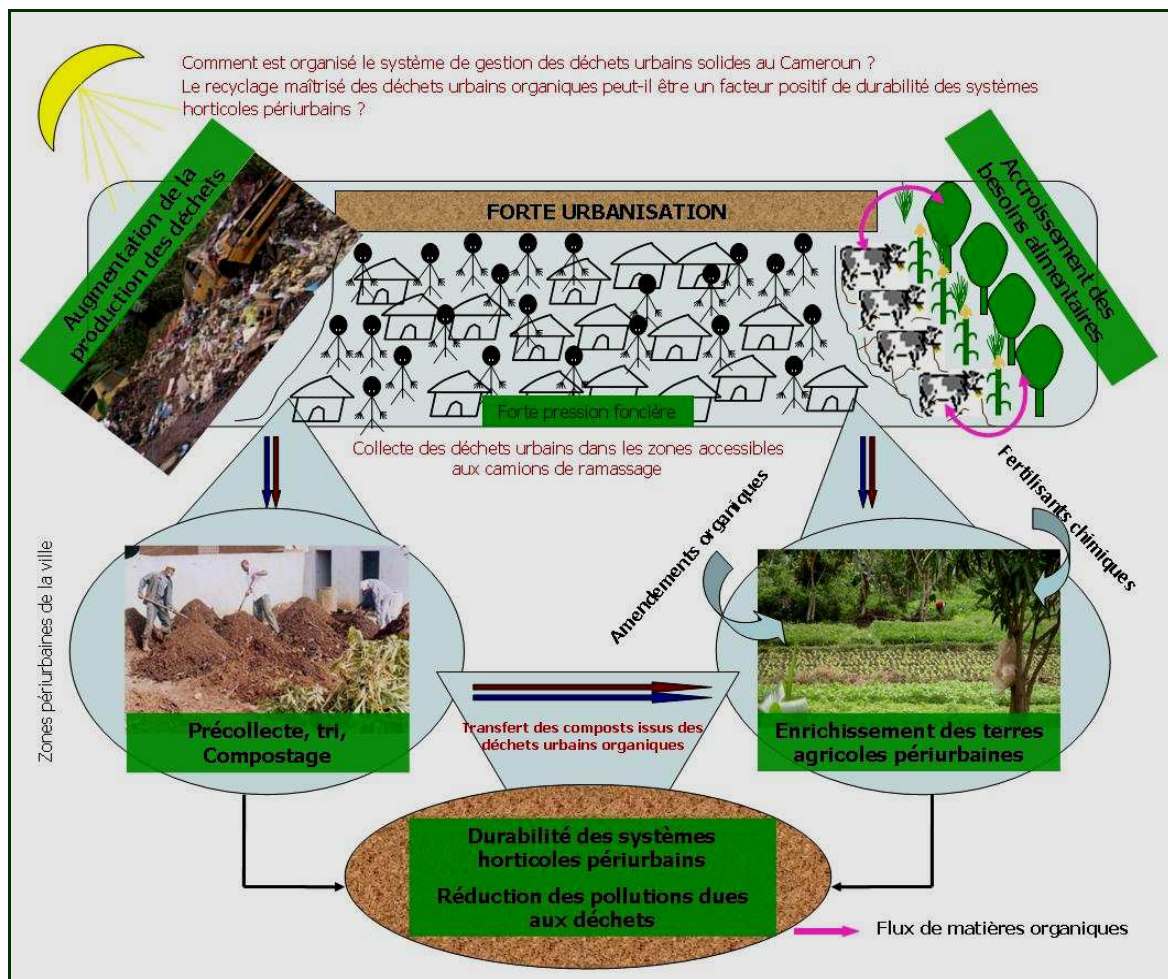 Comment est organisé le système de gestion des déchets urbains solides au Cameroun ?
Le recyclage maîtrisé des déchets urbains organiques peut-il être un facteur positif de durabilité des systèmes
horticoles périurbains ?
Augmentation de la
production des déchets
FORTE URBANISATION
Accroissement des
besoins alimentaires
Forte pression foncière
Collecte des déchets urbains dans les zones accessibles
aux camions de ramassage
Zones périurbaines de la ville
Amendements organiques
Fertilisants chimiques
Précollecte, tri,
Compostage
Transfert des composts issus des
déchets urbains organiques
Enrichissement des terres
agricoles périurbaines
Durabilité des systèmes
horticoles périurbains
Réduction des pollutions dues
aux déchets
Flux de matières organiques